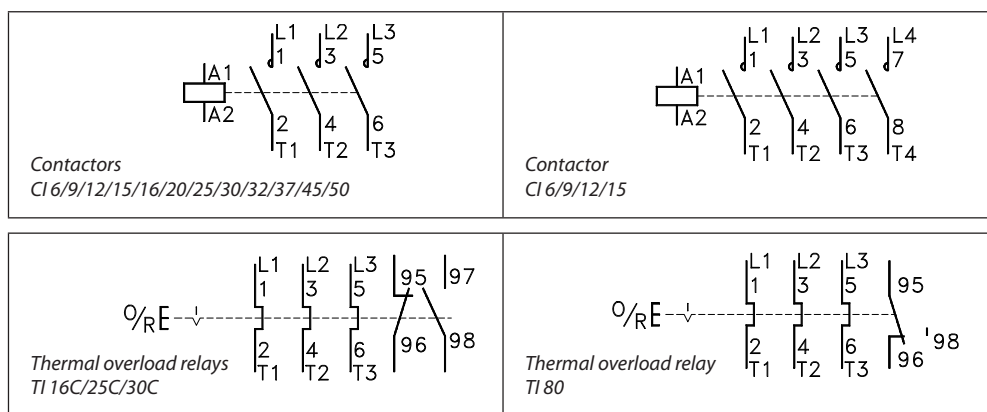 L1 L2 L3
1 3 5
A1
A2
2 4 6
T1 T2 T3
Contactors
CI 6/9/12/15/16/20/25/30/32/37/45/50
L1 L2 L3 L4
1 3 5 7
A1
A2
2 4 6 8
T1 T2 T3 T4
Contactor
CI 6/9/12/15
L1 L2 L3
1 3 5 95 97
O/R
2 4 6 96 98
T1 T2 T3
Thermal overload relays
TI 16C/25C/30C
L1 L2 L3
1 3 5 95
O/R
2 4 6 96 98
T1 T2 T3
Thermal overload relay
TI 80